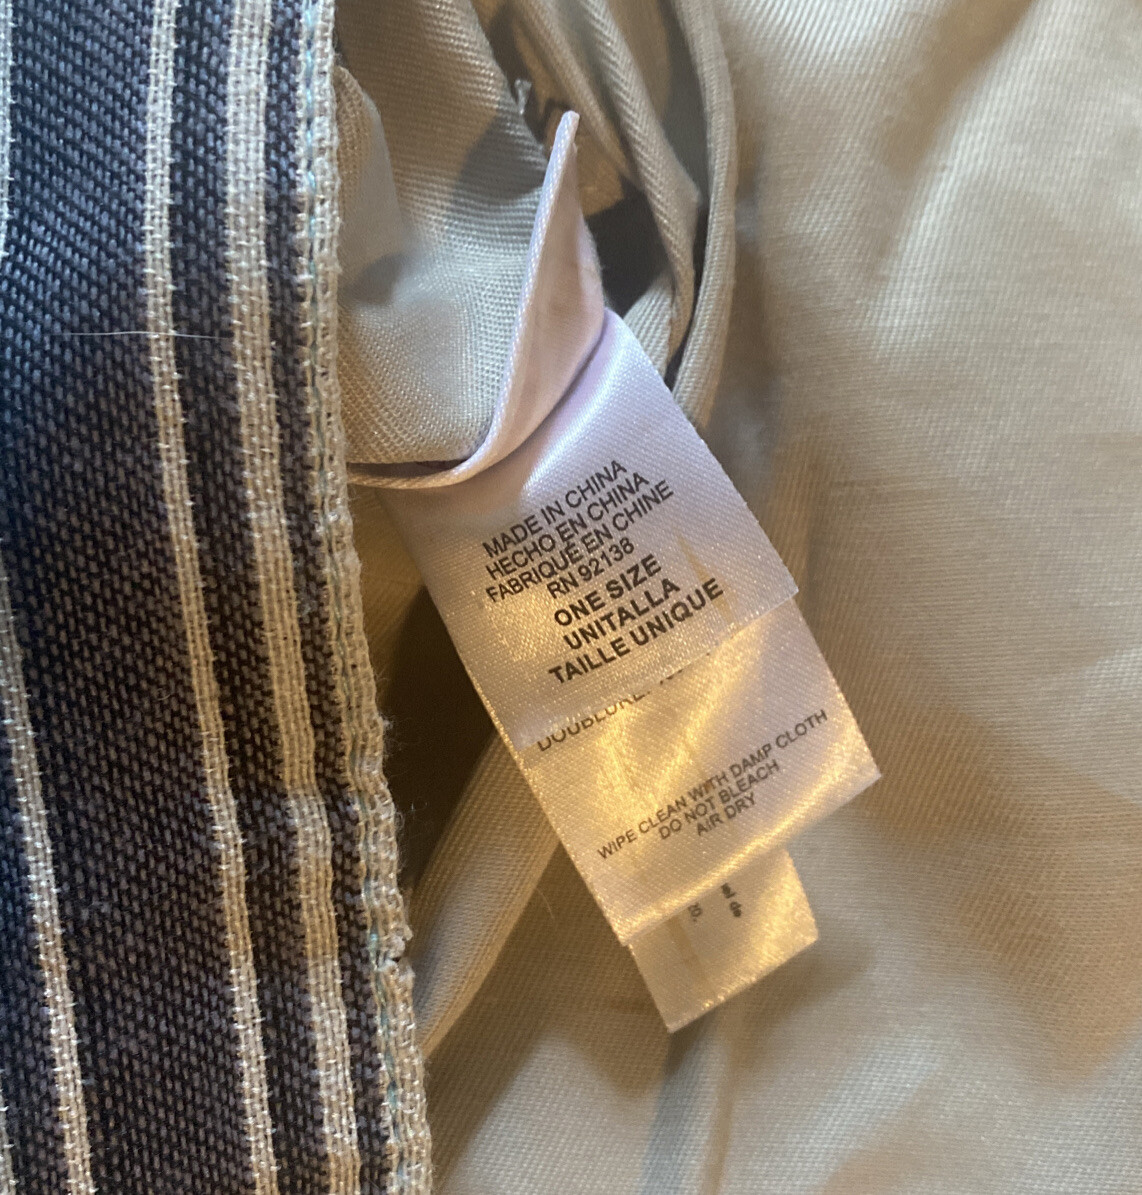 MADE IN CHINA
HECHO EN CHINA
FABRIQUÉ EN CHINE
RN 92138
ONE SIZE
UNITALLA
TAILLE UNIQUE
WIPE CLEAN WITH DAMP CLOTH
DO NOT BLEACH
AIR DRY